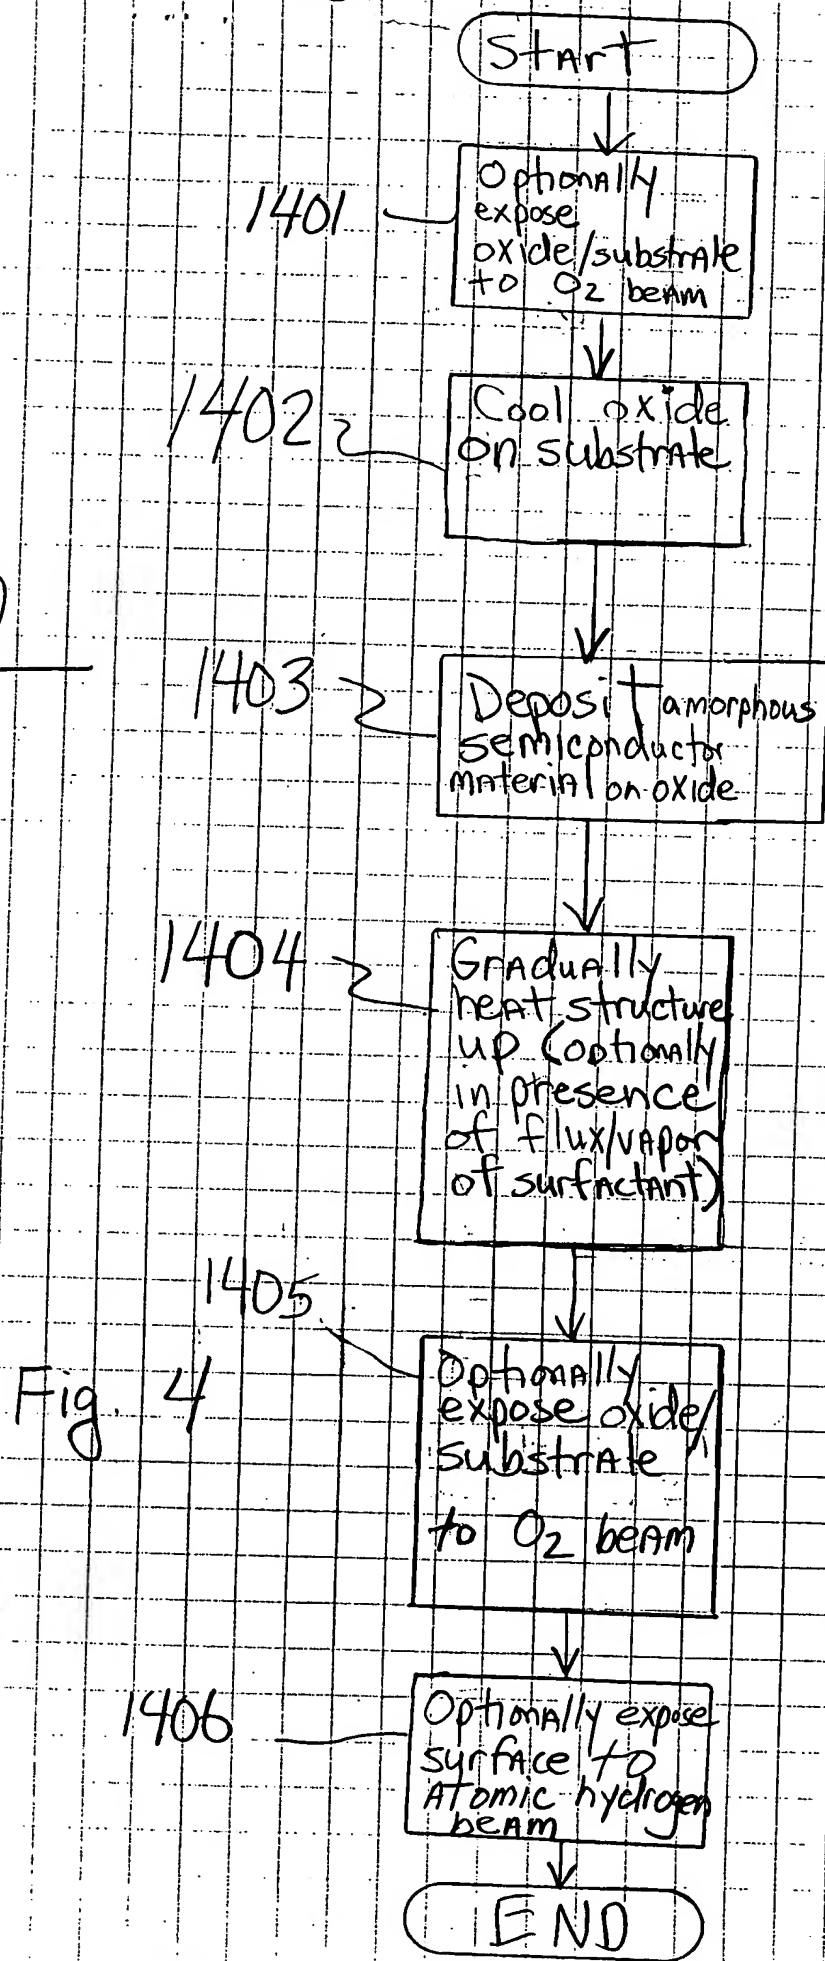 Start
1401
Optionally
expose
oxide/substrate
to O2 beam
1402
Cool oxide
on substrate
1403
Deposit amorphous
semiconductor
material on oxide
1404
Gradually
heat structure
up (optionally
in presence
of flux/vapor
of surfactant)
1405
Fig. 4
Optionally
expose oxide/
substrate
to O2 beam
1406
Optionally expose
surface to
Atomic hydrogen
beam
END